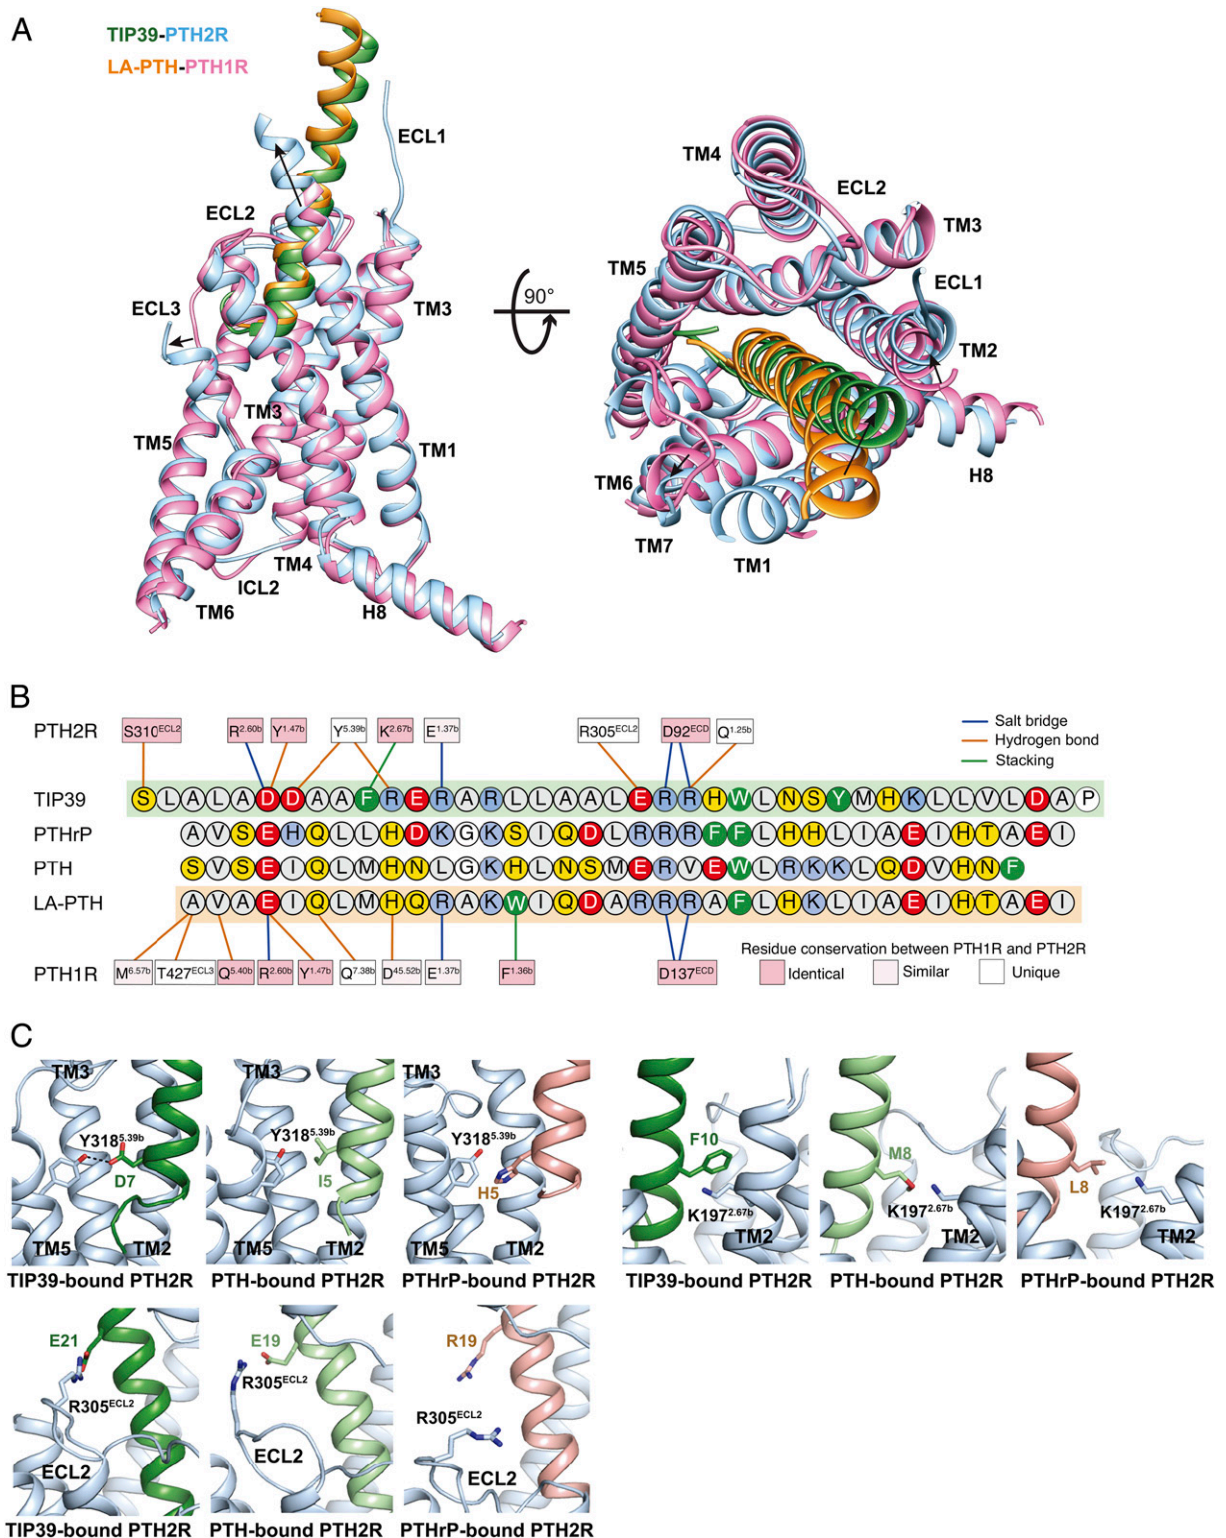 A
TIP39-PTH2R
LA-PTH-PTH1R
ECL1
ECL2
ECL3
TM3
TM3
TM5
TM1
TM4
ICL2
TM6
H8
90°
TM4
ECL2
TM3
TM5
ECL1
TM2
H8
TM6
TM7
TM1
B
PTH2R S310ECL2 R2.60b Y1.47b Y5.39b K2.67b E1.37b R305ECL2 D92ECD Q1.25b
Salt bridge
Hydrogen bond
Stacking
TIP39 SLALADDAAFRERARLLAALERRHWLNSYMHKLLVLDAP
PTHrP AVSEHQLLHDKGKSIQDLRRRFFLHHLIAEIHTAEI
PTH SVSEIQLMHNLGKHLNSMERVEWLRKKLQDVHNF
LA-PTH AVAEIQLMHQRAKWIQDARRRAFLHKLIAEIHTAEI
PTH1R M6.57b T427ECL3 Q5.40b R2.60b Y1.47b Q7.38b D45.52b E1.37b F1.36b D137ECD
Residue conservation between PTH1R and PTH2R
Identical Similar Unique
C
TM3
Y3185.39b
D7
TM5 TM2
TIP39-bound PTH2R
TM3
Y3185.39b
I5
TM5 TM2
PTH-bound PTH2R
TM3
Y3185.39b
H5
TM5 TM2
PTHrP-bound PTH2R
F10
K1972.67b
TM2
TIP39-bound PTH2R
M8
K1972.67b
TM2
PTH-bound PTH2R
L8
K1972.67b
TM2
PTHrP-bound PTH2R
E21
R305ECL2
ECL2
TIP39-bound PTH2R
E19
R305ECL2
ECL2
PTH-bound PTH2R
R19
R305ECL2
ECL2
PTHrP-bound PTH2R